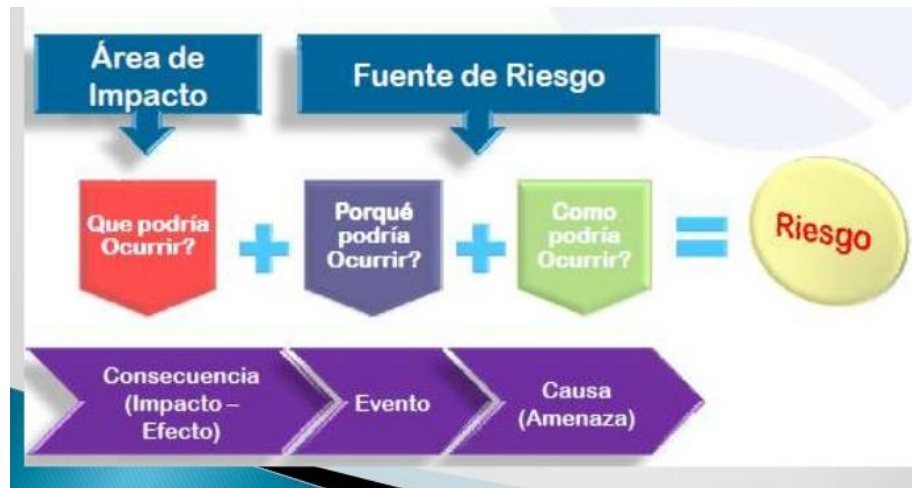 Área de
Impacto
Fuente de Riesgo
Que podría
Ocurrir?
Porqué
podría
Ocurrir?
Como
podría
Ocurrir?
Riesgo
Consecuencia
(Impacto –
Efecto)
Evento
Causa
(Amenaza)